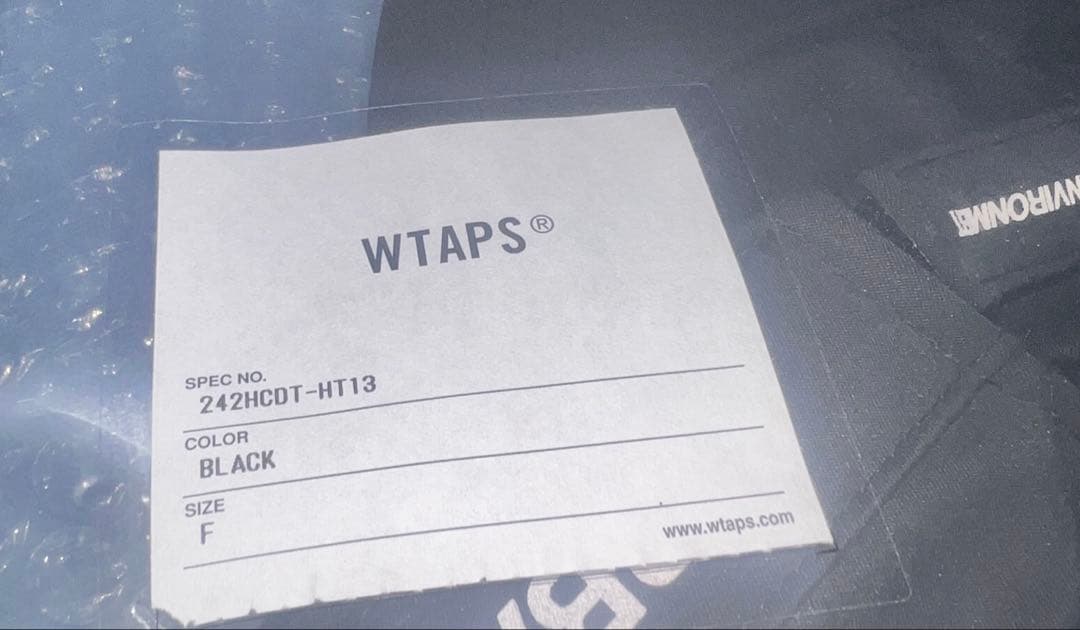 WTAPS®
SPEC NO.
242HCDT-HT13
COLOR
BLACK
SIZE
F
www.wtaps.com